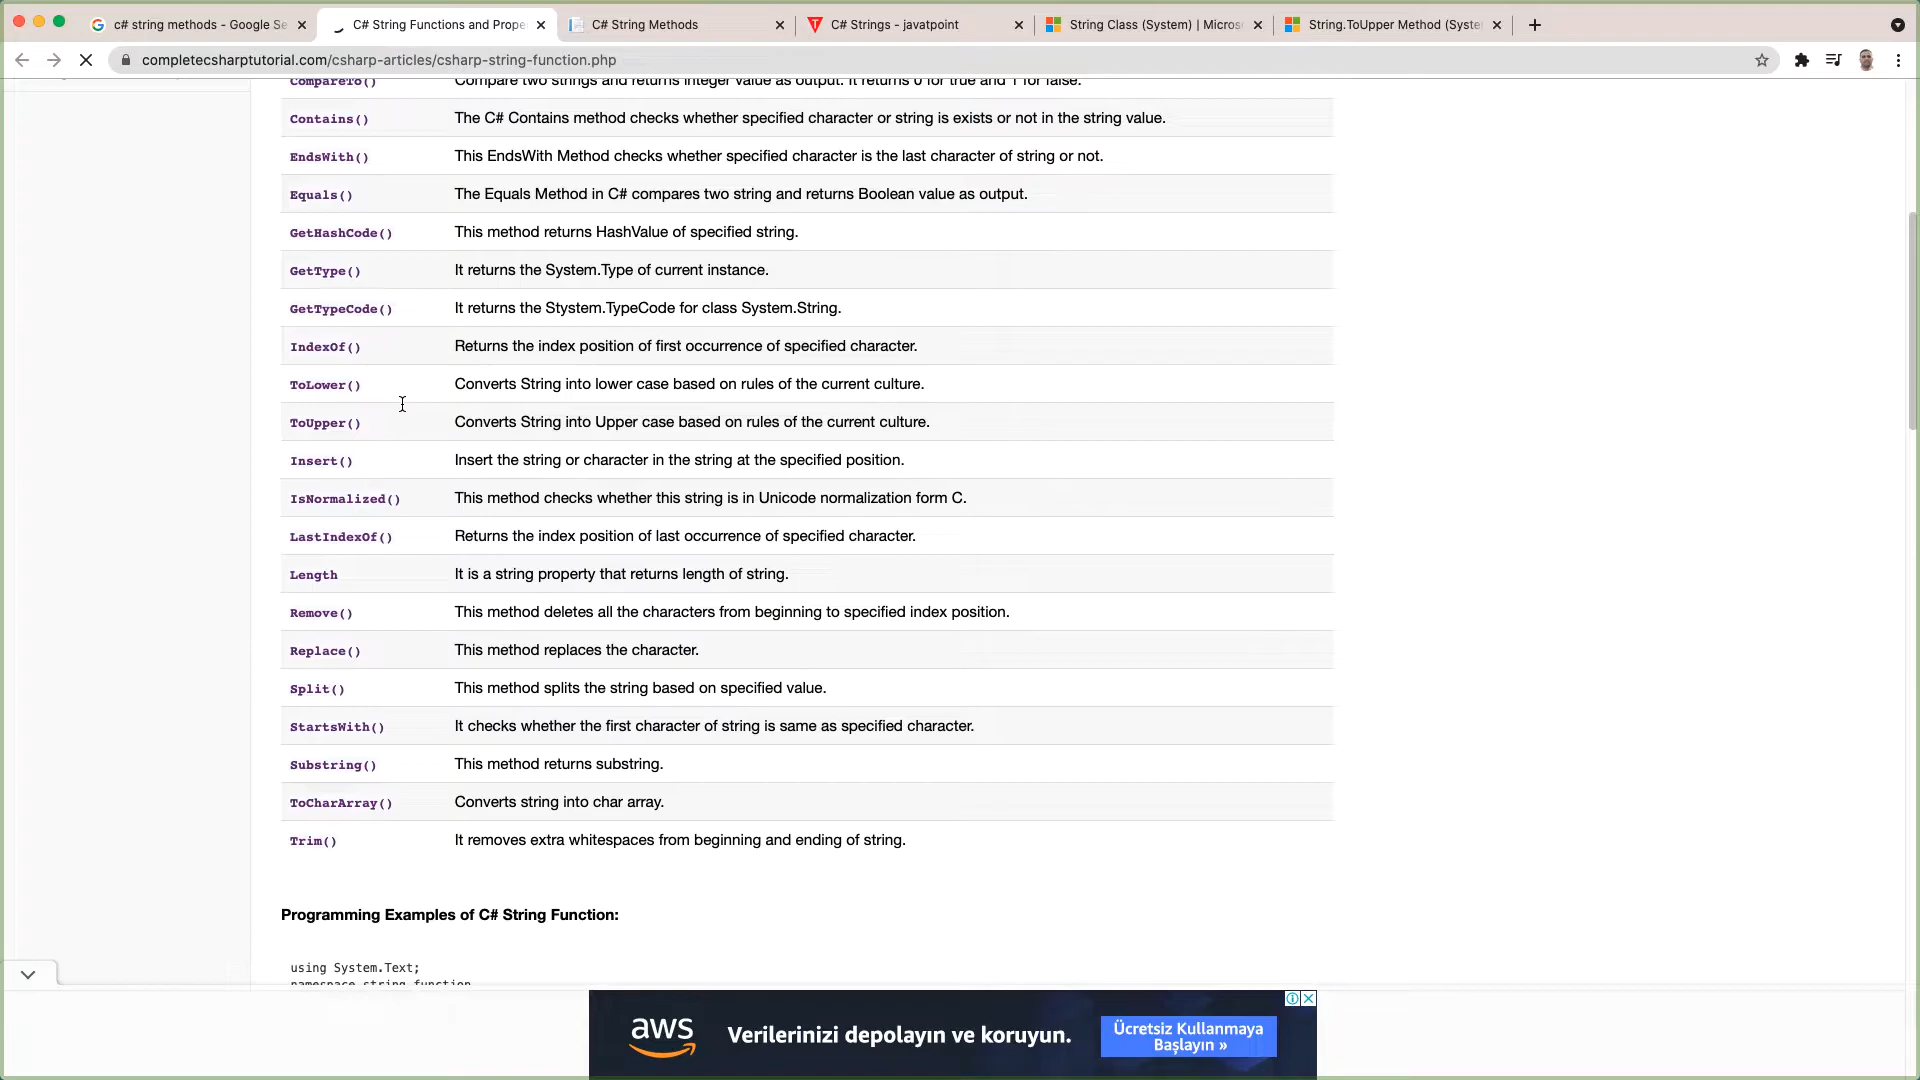 c# string methods - Google Se
C# String Functions and Prope
C# String Methods
C# Strings - javatpoint
String Class (System) | Micros
String.ToUpper Method (Syste
completecsharptutorial.com/csharp-articles/csharp-string-function.php
CompareTo() Compare two strings and returns integer value as output. It returns 0 for true and 1 for false.
Contains() The C# Contains method checks whether specified character or string is exists or not in the string value.
EndsWith() This EndsWith Method checks whether specified character is the last character of string or not.
Equals() The Equals Method in C# compares two string and returns Boolean value as output.
GetHashCode() This method returns HashValue of specified string.
GetType() It returns the System.Type of current instance.
GetTypeCode() It returns the Stystem.TypeCode for class System.String.
IndexOf() Returns the index position of first occurrence of specified character.
ToLower() Converts String into lower case based on rules of the current culture.
ToUpper() Converts String into Upper case based on rules of the current culture.
Insert() Insert the string or character in the string at the specified position.
IsNormalized() This method checks whether this string is in Unicode normalization form C.
LastIndexOf() Returns the index position of last occurrence of specified character.
Length It is a string property that returns length of string.
Remove() This method deletes all the characters from beginning to specified index position.
Replace() This method replaces the character.
Split() This method splits the string based on specified value.
StartsWith() It checks whether the first character of string is same as specified character.
Substring() This method returns substring.
ToCharArray() Converts string into char array.
Trim() It removes extra whitespaces from beginning and ending of string.
Programming Examples of C# String Function:
using System.Text;
namespace string_function
aws
Verilerinizi depolayın ve koruyun.
Ücretsiz Kullanmaya
Başlayın »